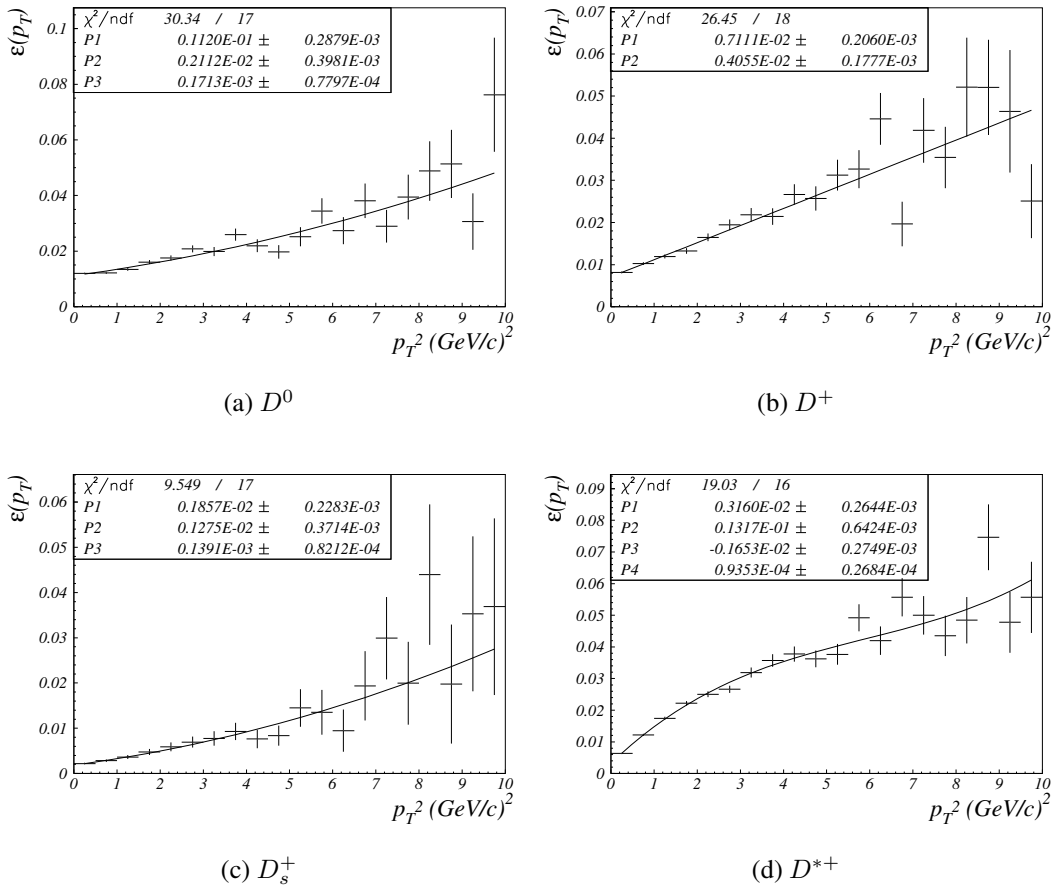 ε(p_T)
χ²/ndf 30.34 / 17
P1 0.1120E-01 ± 0.2879E-03
P2 0.2112E-02 ± 0.3981E-03
P3 0.1713E-03 ± 0.7797E-04
0.1
0.08
0.06
0.04
0.02
0
0 1 2 3 4 5 6 7 8 9 10
p_T² (GeV/c)²
(a) D⁰
ε(p_T)
χ²/ndf 26.45 / 18
P1 0.7111E-02 ± 0.2060E-03
P2 0.4055E-02 ± 0.1777E-03
0.07
0.06
0.05
0.04
0.03
0.02
0.01
0
0 1 2 3 4 5 6 7 8 9 10
p_T² (GeV/c)²
(b) D⁺
ε(p_T)
χ²/ndf 9.549 / 17
P1 0.1857E-02 ± 0.2283E-03
P2 0.1275E-02 ± 0.3714E-03
P3 0.1391E-03 ± 0.8212E-04
0.06
0.05
0.04
0.03
0.02
0.01
0
0 1 2 3 4 5 6 7 8 9 10
p_T² (GeV/c)²
(c) D_s⁺
ε(p_T)
χ²/ndf 19.03 / 16
P1 0.3160E-02 ± 0.2644E-03
P2 0.1317E-01 ± 0.6423E-03
P3 -0.1653E-02 ± 0.2749E-03
P4 0.9353E-04 ± 0.2684E-04
0.09
0.08
0.07
0.06
0.05
0.04
0.03
0.02
0.01
0
0 1 2 3 4 5 6 7 8 9 10
p_T² (GeV/c)²
(d) D*⁺